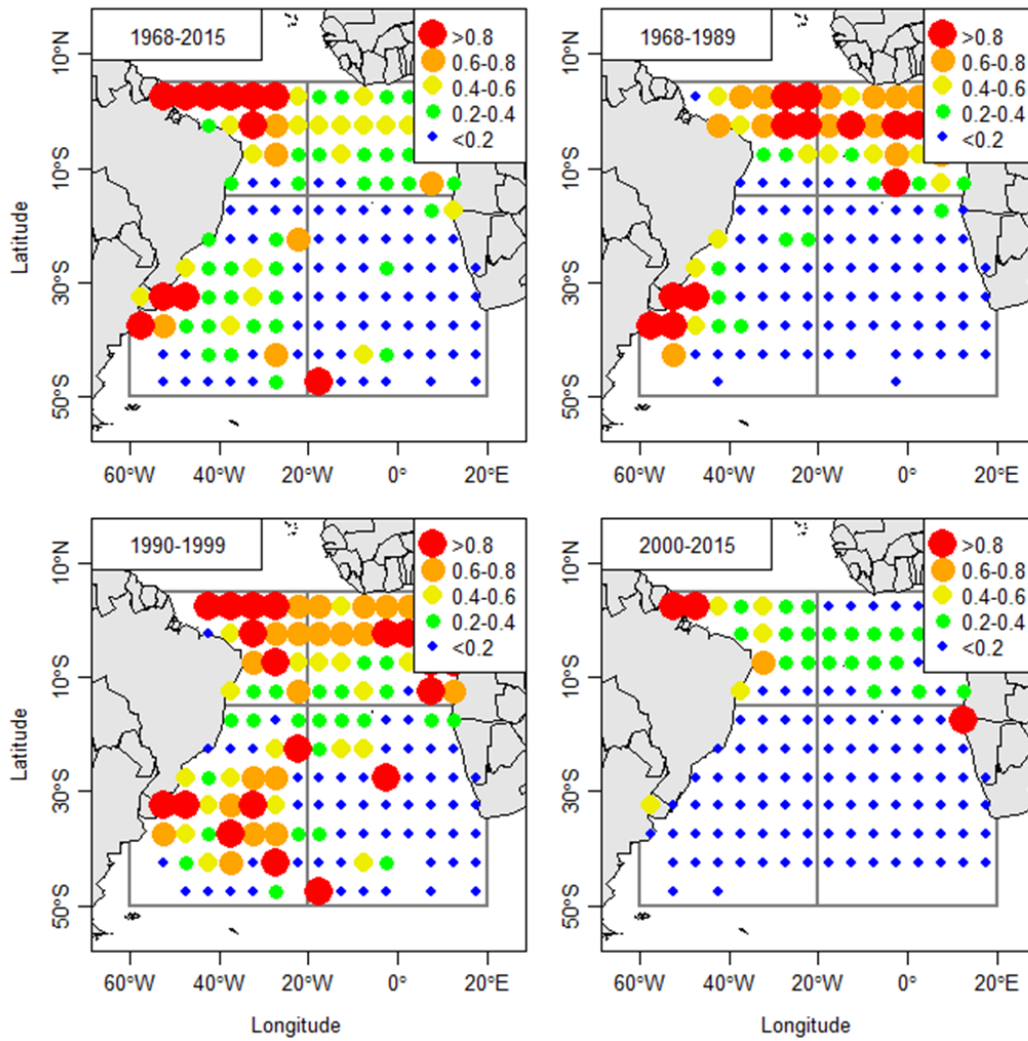 1968-2015
>0.8
0.6-0.8
0.4-0.6
0.2-0.4
<0.2
10°N
10°S
30°S
50°S
Latitude
60°W
40°W
20°W
0°
20°E
1968-1989
>0.8
0.6-0.8
0.4-0.6
0.2-0.4
<0.2
10°N
10°S
30°S
50°S
60°W
40°W
20°W
0°
20°E
1990-1999
>0.8
0.6-0.8
0.4-0.6
0.2-0.4
<0.2
10°N
10°S
30°S
50°S
Latitude
60°W
40°W
20°W
0°
20°E
Longitude
2000-2015
>0.8
0.6-0.8
0.4-0.6
0.2-0.4
<0.2
10°N
10°S
30°S
50°S
60°W
40°W
20°W
0°
20°E
Longitude